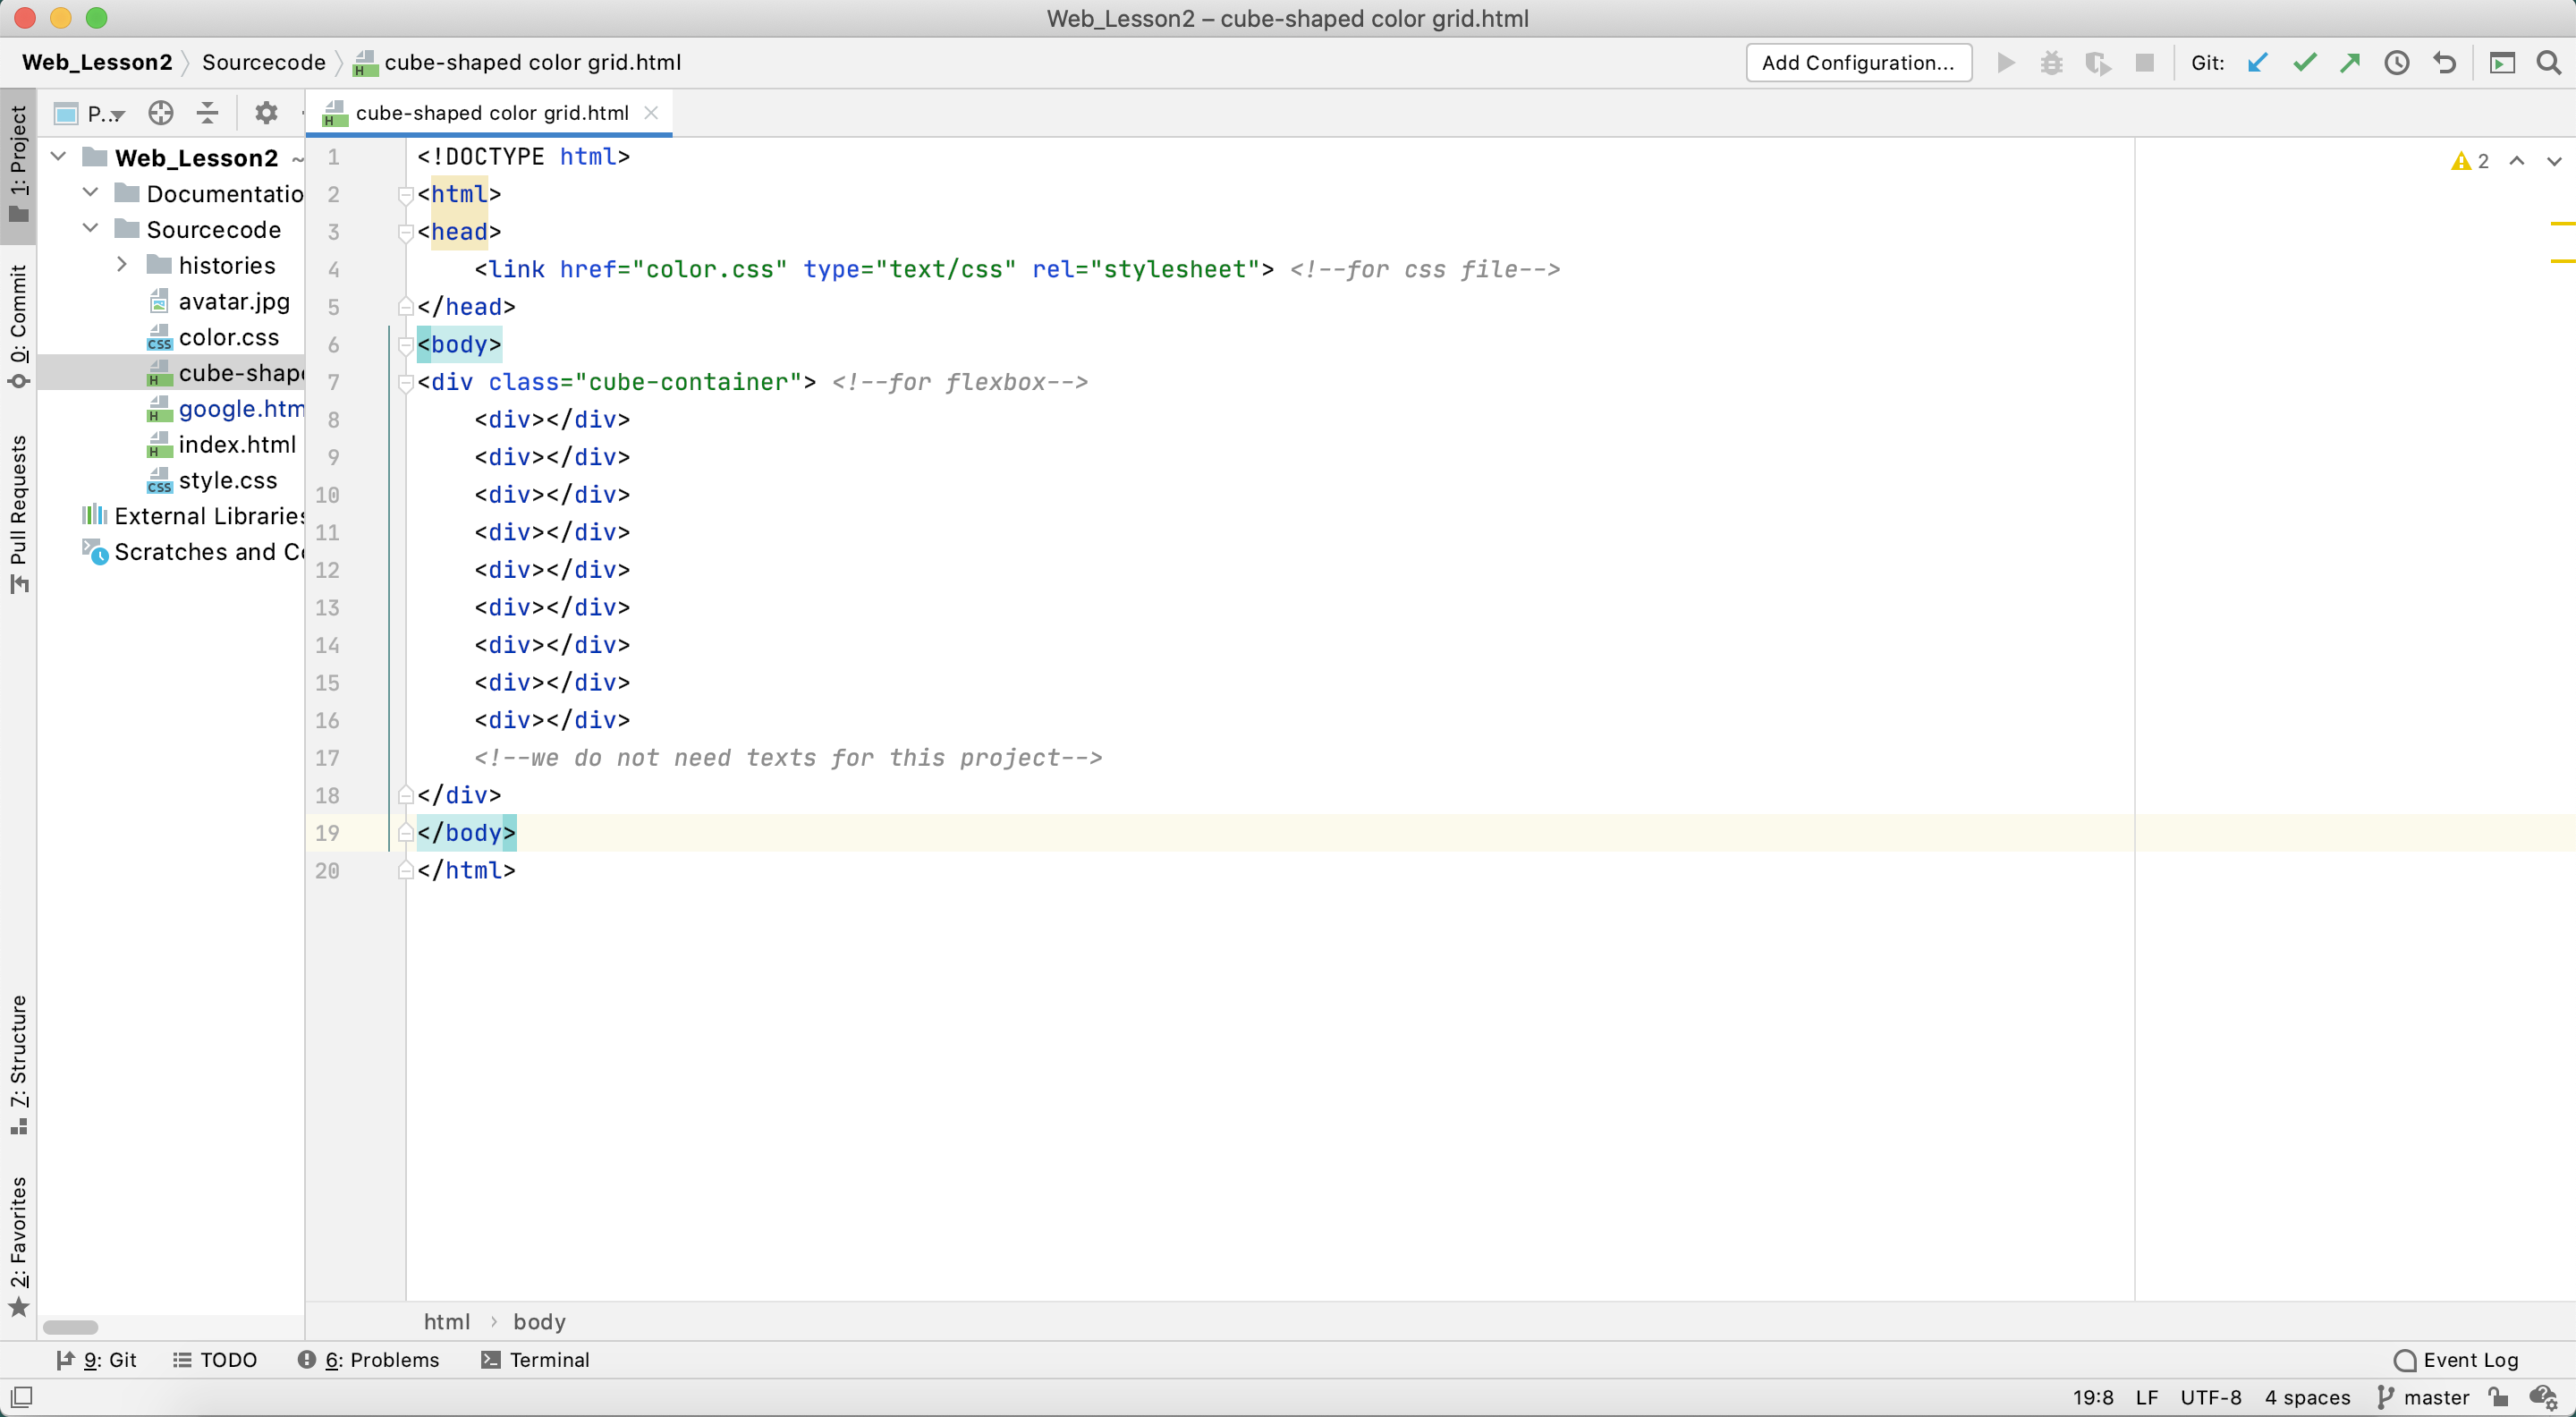 Web_Lesson2 – cube-shaped color grid.html
Web_Lesson2 Sourcecode cube-shaped color grid.html Add Configuration... Git:
P... cube-shaped color grid.html
1: Project
0: Commit
Pull Requests
7: Structure
2: Favorites
Web_Lesson2 ~
Documentatio
Sourcecode
histories
avatar.jpg
color.css
cube-shap
google.htm
index.html
style.css
External Libraries
Scratches and Co
2
1 <!DOCTYPE html>
2 <html>
3 <head>
4 <link href="color.css" type="text/css" rel="stylesheet"> <!--for css file-->
5 </head>
6 <body>
7 <div class="cube-container"> <!--for flexbox-->
8 <div></div>
9 <div></div>
10 <div></div>
11 <div></div>
12 <div></div>
13 <div></div>
14 <div></div>
15 <div></div>
16 <div></div>
17 <!--we do not need texts for this project-->
18 </div>
19 </body>
20 </html>
html › body
9: Git TODO 6: Problems Terminal Event Log
19:8 LF UTF-8 4 spaces master